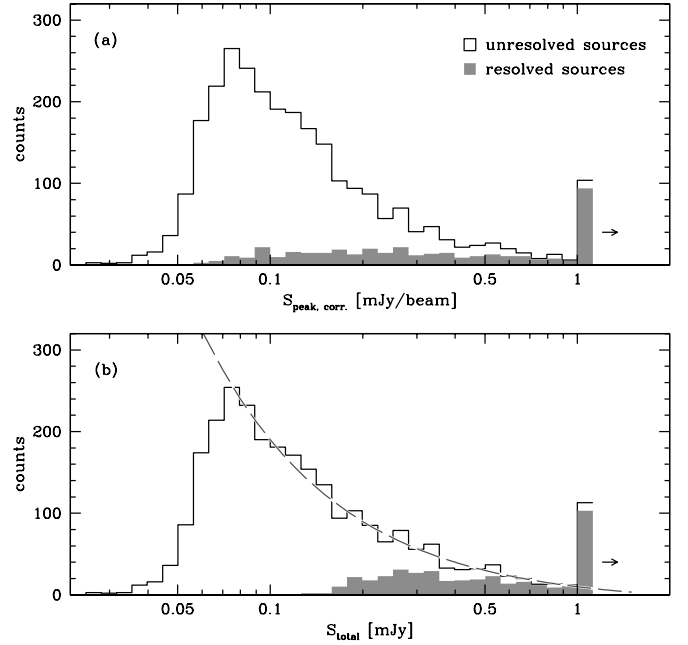 300
(a)
unresolved sources
resolved sources
200
counts
100
0
0.05 0.1 0.5 1
S_peak, corr. [mJy/beam]
300
(b)
200
counts
100
0
0.05 0.1 0.5 1
S_total [mJy]